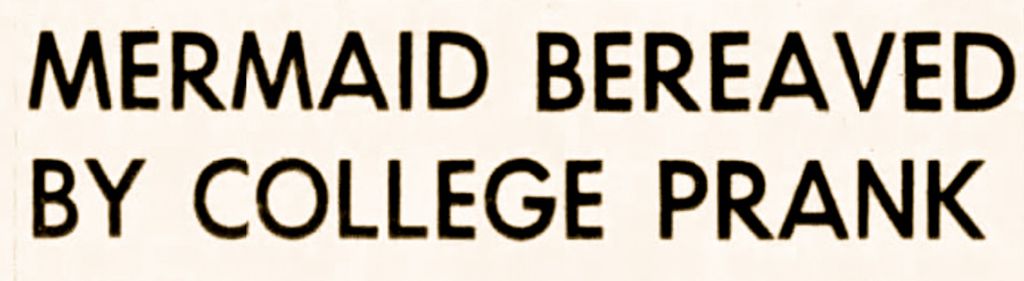 MERMAID BEREAVED
BY COLLEGE PRANK